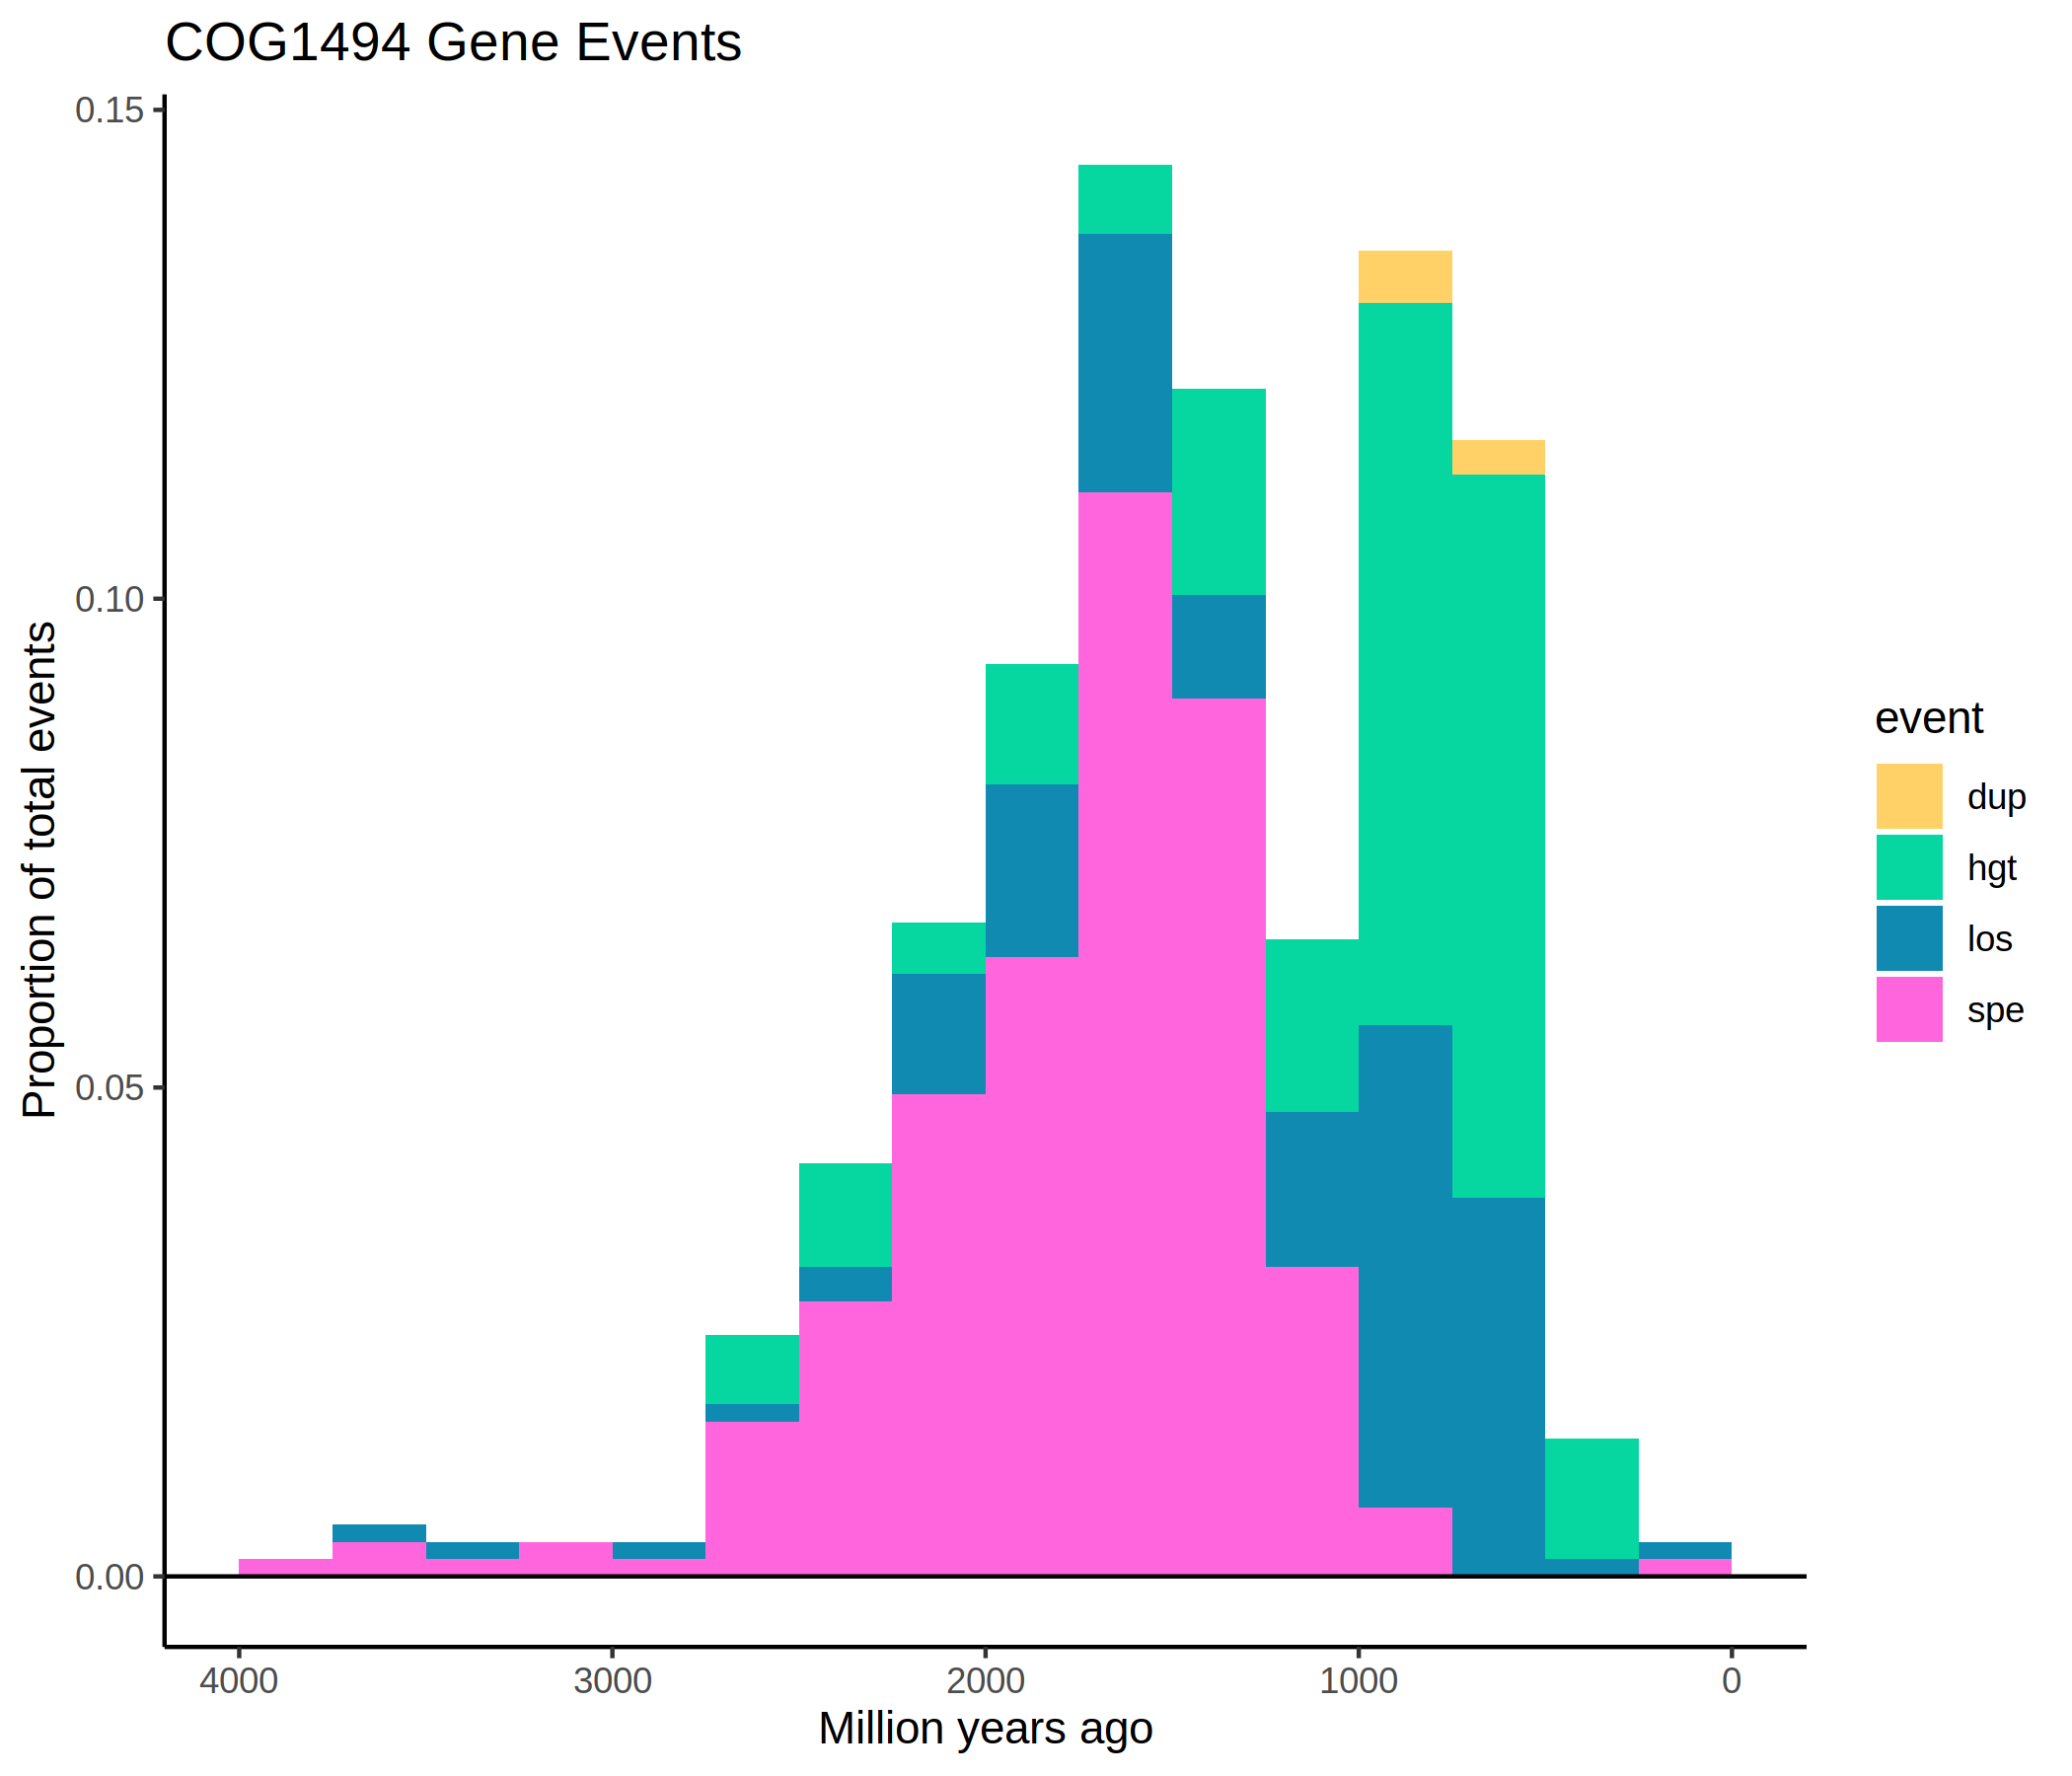 COG1494 Gene Events
0.15
0.10
0.05
0.00
Proportion of total events
4000 3000 2000 1000 0
Million years ago
event
dup
hgt
los
spe